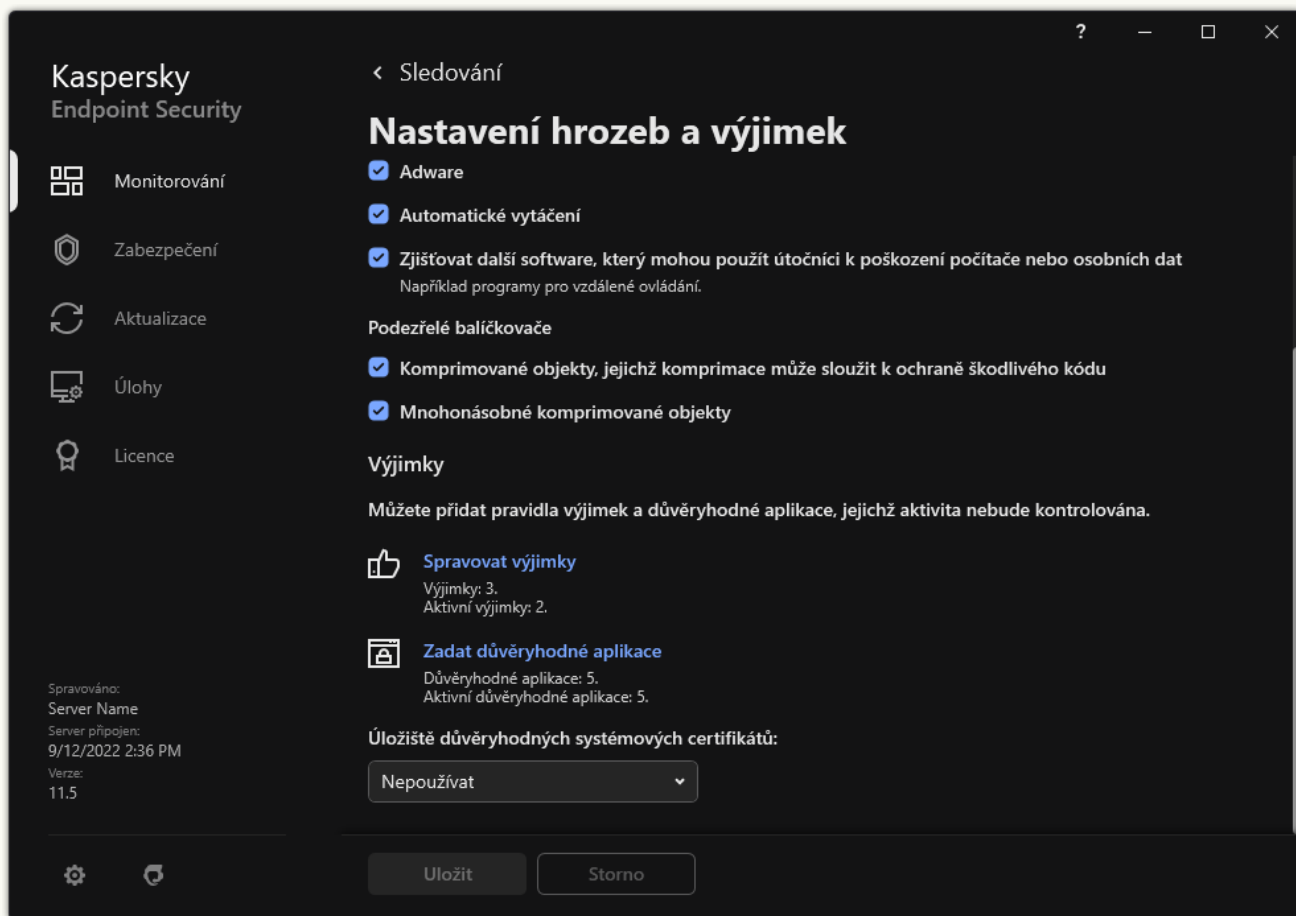 ?
Kaspersky
Endpoint Security
Monitorování
Zabezpečení
Aktualizace
Úlohy
Licence
Spravováno:
Server Name
Server připojen:
9/12/2022 2:36 PM
Verze:
11.5
Sledování
Nastavení hrozeb a výjimek
Adware
Automatické vytáčení
Zjišťovat další software, který mohou použít útočníci k poškození počítače nebo osobních dat
Například programy pro vzdálené ovládání.
Podezřelé balíčkovače
Komprimované objekty, jejichž komprimace může sloužit k ochraně škodlivého kódu
Mnohonásobné komprimované objekty
Výjimky
Můžete přidat pravidla výjimek a důvěryhodné aplikace, jejichž aktivita nebude kontrolována.
Spravovat výjimky
Výjimky: 3.
Aktivní výjimky: 2.
Zadat důvěryhodné aplikace
Důvěryhodné aplikace: 5.
Aktivní důvěryhodné aplikace: 5.
Úložiště důvěryhodných systémových certifikátů:
Nepoužívat
Uložit
Storno